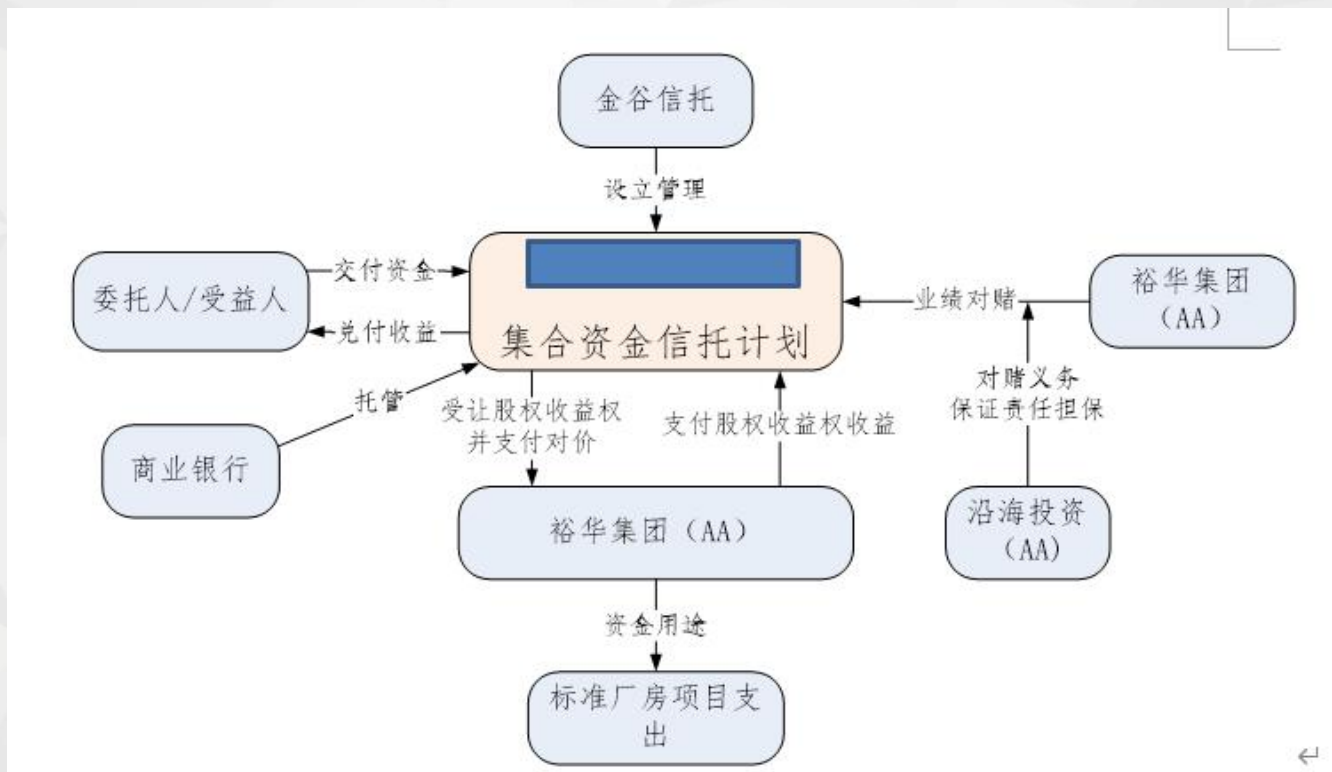 金谷信托
设立管理
委托人/受益人
交付资金
兑付收益
集合资金信托计划
业绩对赌
裕华集团
（AA）
托管
商业银行
受让股权收益权
并支付对价
支付股权收益权收益
对赌义务
保证责任担保
裕华集团（AA）
沿海投资
（AA)
资金用途
标准厂房项目支
出